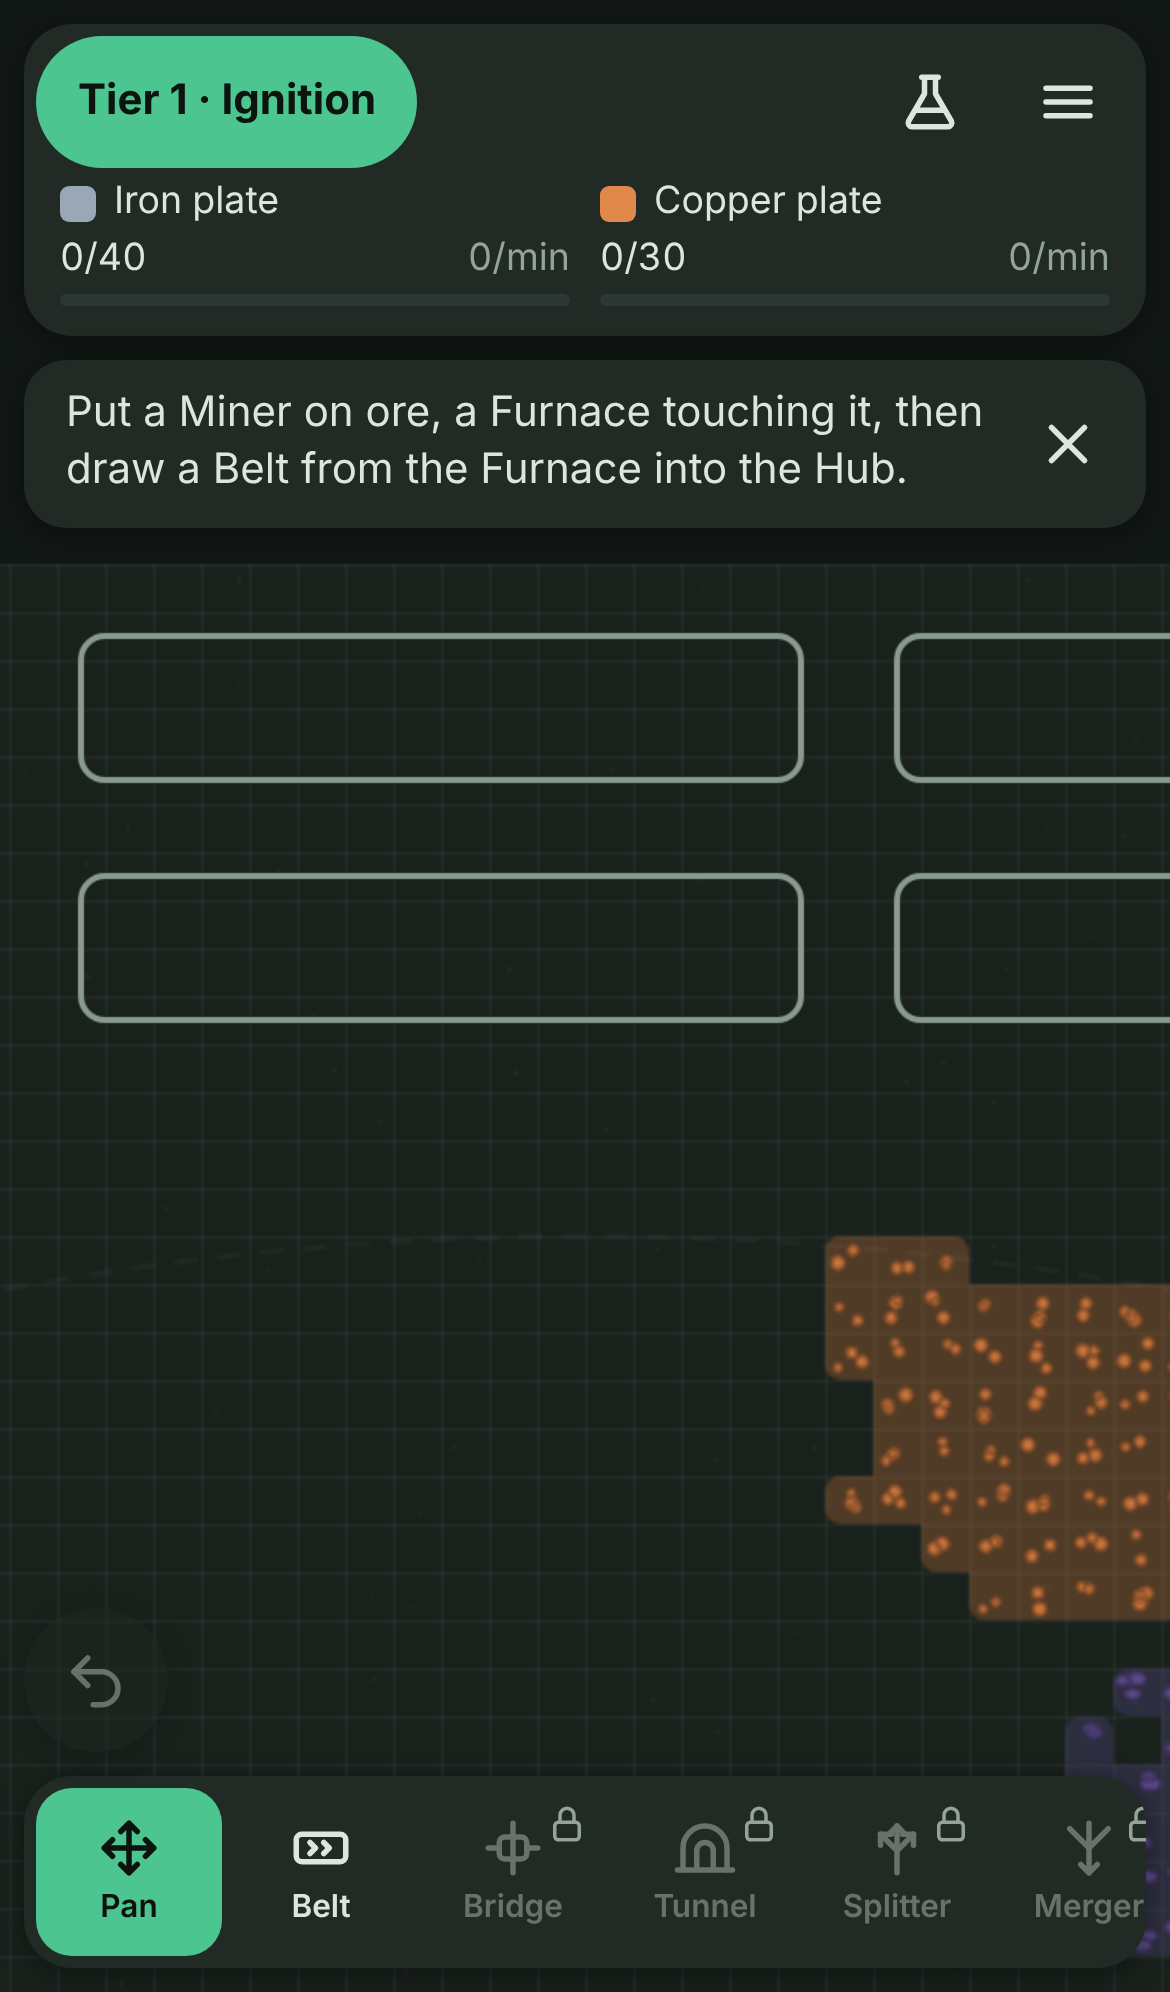 Tier 1 · Ignition
Iron plate
Copper plate
0/40
0/min
0/30
0/min
Put a Miner on ore, a Furnace touching it, then
draw a Belt from the Furnace into the Hub.
Pan
Belt
Bridge
Tunnel
Splitter
Merger